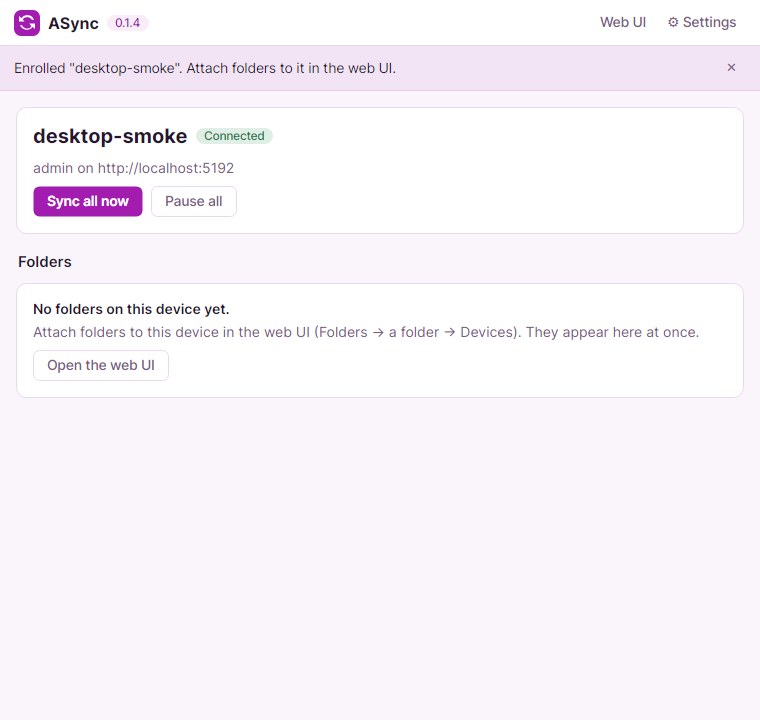 ASync 0.1.4 Web UI ⚙ Settings
Enrolled "desktop-smoke". Attach folders to it in the web UI. ×
desktop-smoke Connected
admin on http://localhost:5192
Sync all now Pause all
Folders
No folders on this device yet.
Attach folders to this device in the web UI (Folders → a folder → Devices). They appear here at once.
Open the web UI